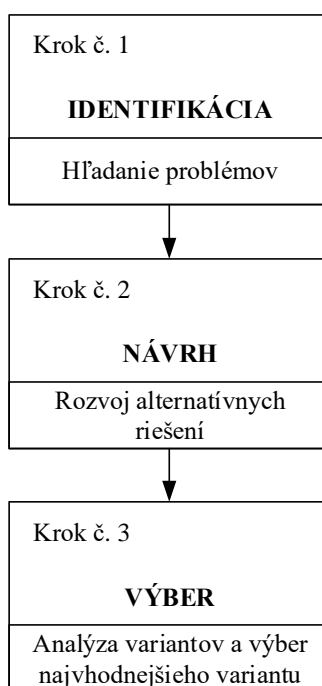 Krok č. 1
IDENTIFIKÁCIA
Hľadanie problémov
Krok č. 2
NÁVRH
Rozvoj alternatívnych
riešení
Krok č. 3
VÝBER
Analýza variantov a výber
najvhodnejšieho variantu